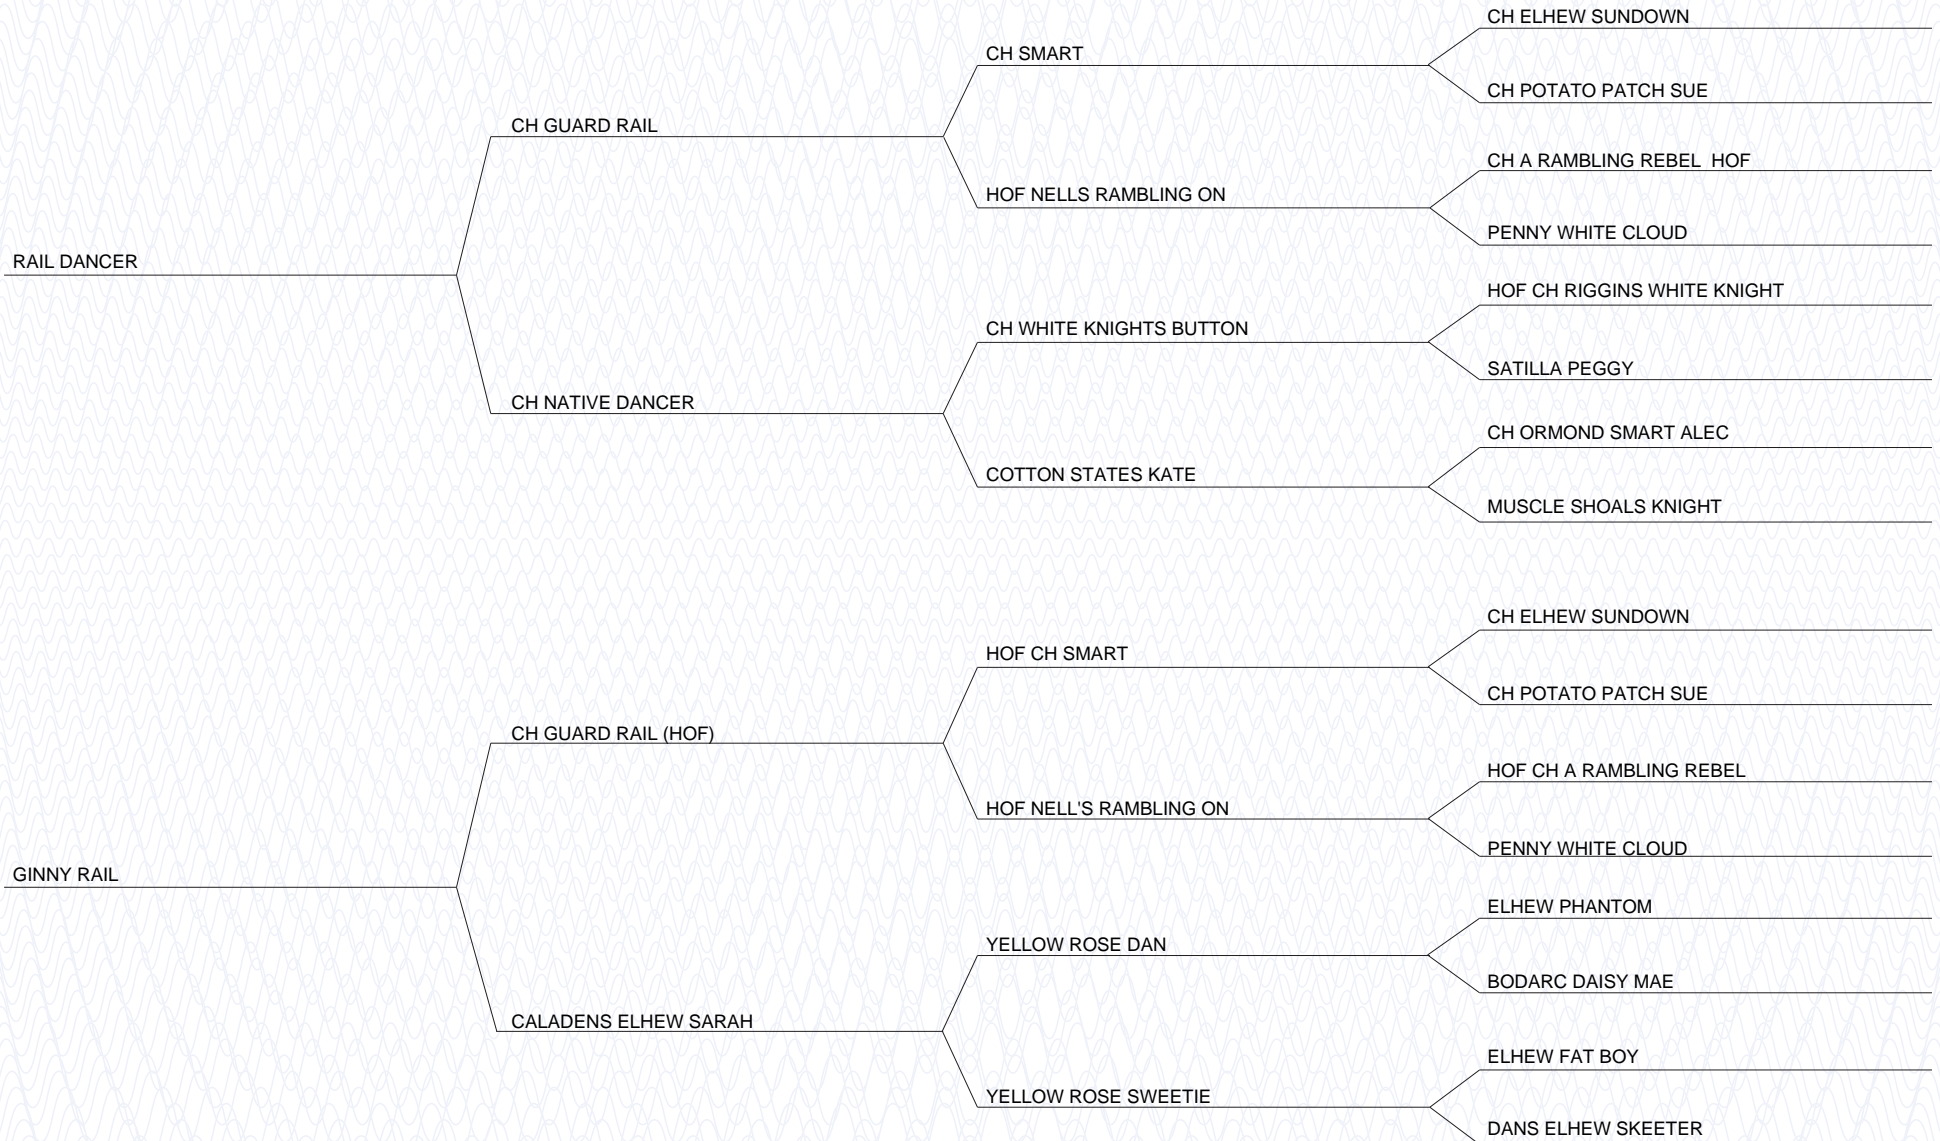 CH ELHEW SUNDOWN
CH SMART
CH POTATO PATCH SUE
CH GUARD RAIL
CH A RAMBLING REBEL  HOF
HOF NELLS RAMBLING ON
PENNY WHITE CLOUD
RAIL DANCER
HOF CH RIGGINS WHITE KNIGHT
CH WHITE KNIGHTS BUTTON
SATILLA PEGGY
CH NATIVE DANCER
CH ORMOND SMART ALEC
COTTON STATES KATE
MUSCLE SHOALS KNIGHT
CH ELHEW SUNDOWN
HOF CH SMART
CH POTATO PATCH SUE
CH GUARD RAIL (HOF)
HOF CH A RAMBLING REBEL
HOF NELL'S RAMBLING ON
PENNY WHITE CLOUD
GINNY RAIL
ELHEW PHANTOM
YELLOW ROSE DAN
BODARC DAISY MAE
CALADENS ELHEW SARAH
ELHEW FAT BOY
YELLOW ROSE SWEETIE
DANS ELHEW SKEETER